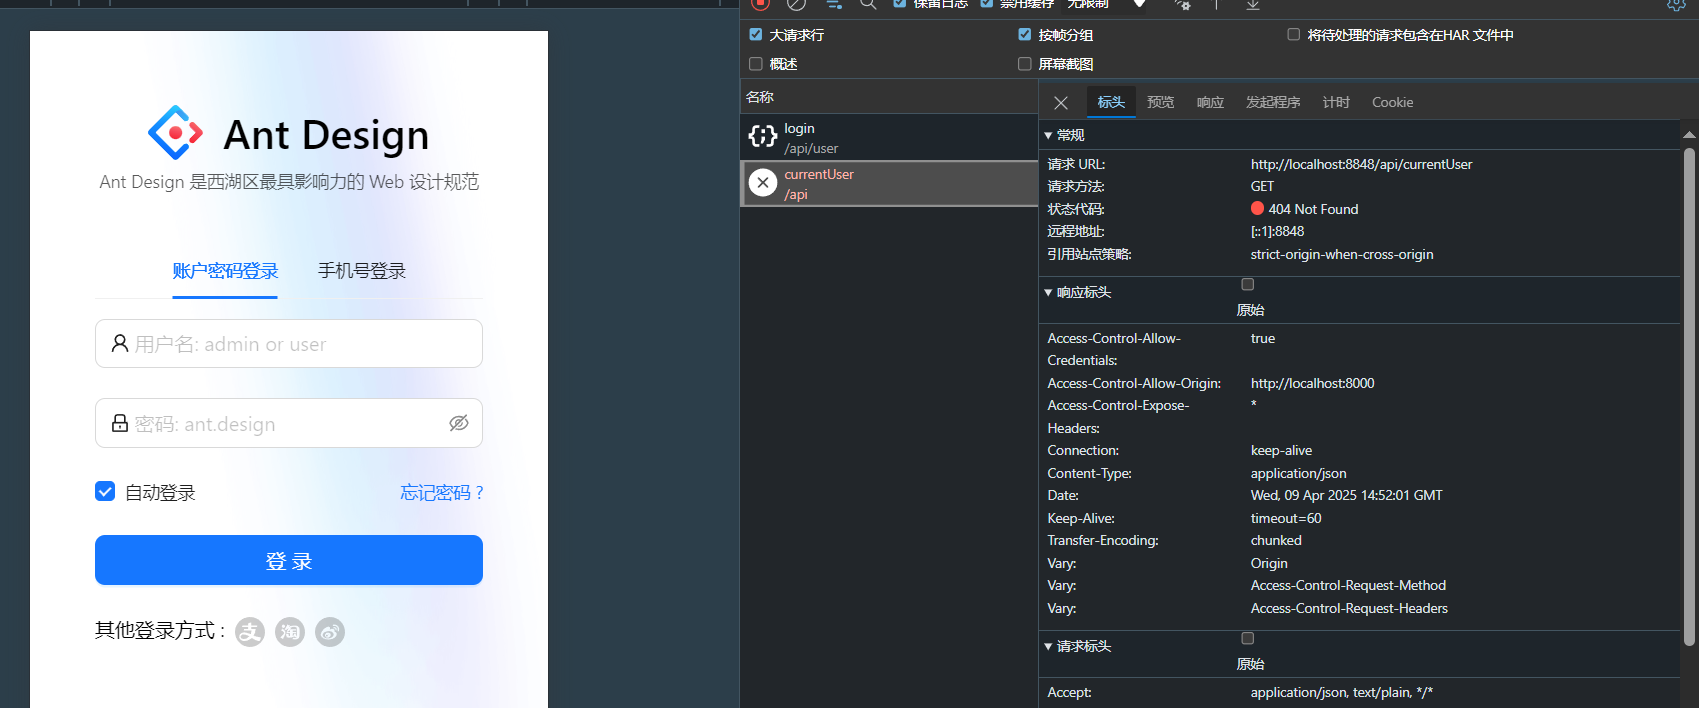 Ant Design
Ant Design 是西湖区最具影响力的 Web 设计规范
账户密码登录 手机号登录
用户名: admin or user
密码: ant.design
自动登录 忘记密码 ?
登 录
其他登录方式 :
支 淘
保留日志 禁用缓存 无限制
大请求行 按帧分组 将待处理的请求包含在HAR 文件中
概述 屏幕截图
名称
login
/api/user
currentUser
/api
标头 预览 响应 发起程序 计时 Cookie
常规
请求 URL: http://localhost:8848/api/currentUser
请求方法: GET
状态代码: 404 Not Found
远程地址: [::1]:8848
引用站点策略: strict-origin-when-cross-origin
响应标头
原始
Access-Control-Allow-Credentials: true
Access-Control-Allow-Origin: http://localhost:8000
Access-Control-Expose-Headers: *
Connection: keep-alive
Content-Type: application/json
Date: Wed, 09 Apr 2025 14:52:01 GMT
Keep-Alive: timeout=60
Transfer-Encoding: chunked
Vary: Origin
Vary: Access-Control-Request-Method
Vary: Access-Control-Request-Headers
请求标头
原始
Accept: application/json, text/plain, */*